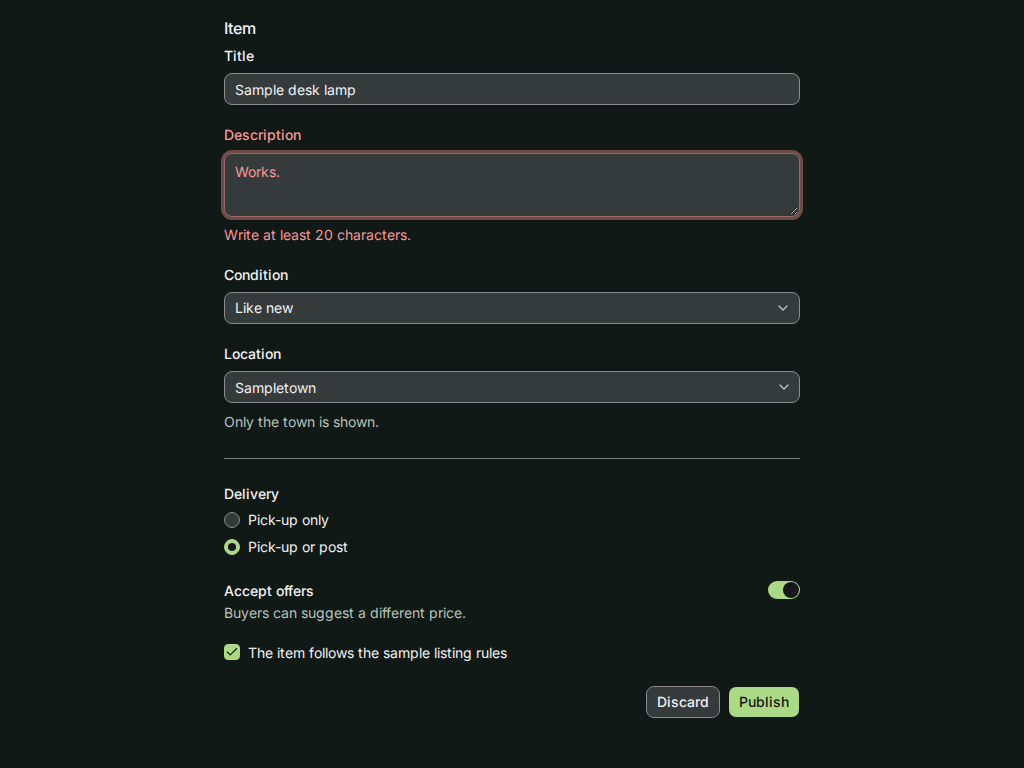 Item
Title
Sample desk lamp
Description
Works.
Write at least 20 characters.
Condition
Like new
Location
Sampletown
Only the town is shown.
Delivery
Pick-up only
Pick-up or post
Accept offers
Buyers can suggest a different price.
The item follows the sample listing rules
Discard
Publish